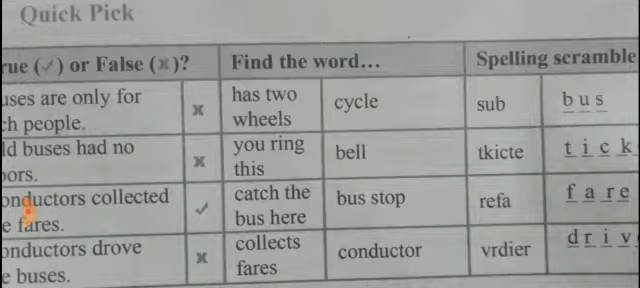 Quick Pick
rue (✓) or False (✗)? Find the word... Spelling scramble
uses are only for
ch people. ✗ has two
wheels cycle sub b u s
ld buses had no
oors. ✗ you ring
this bell tkicte t i c k
onductors collected
e fares. ✓ catch the
bus here bus stop refa f a r e
onductors drove
e buses. ✗ collects
fares conductor vrdier d r i v